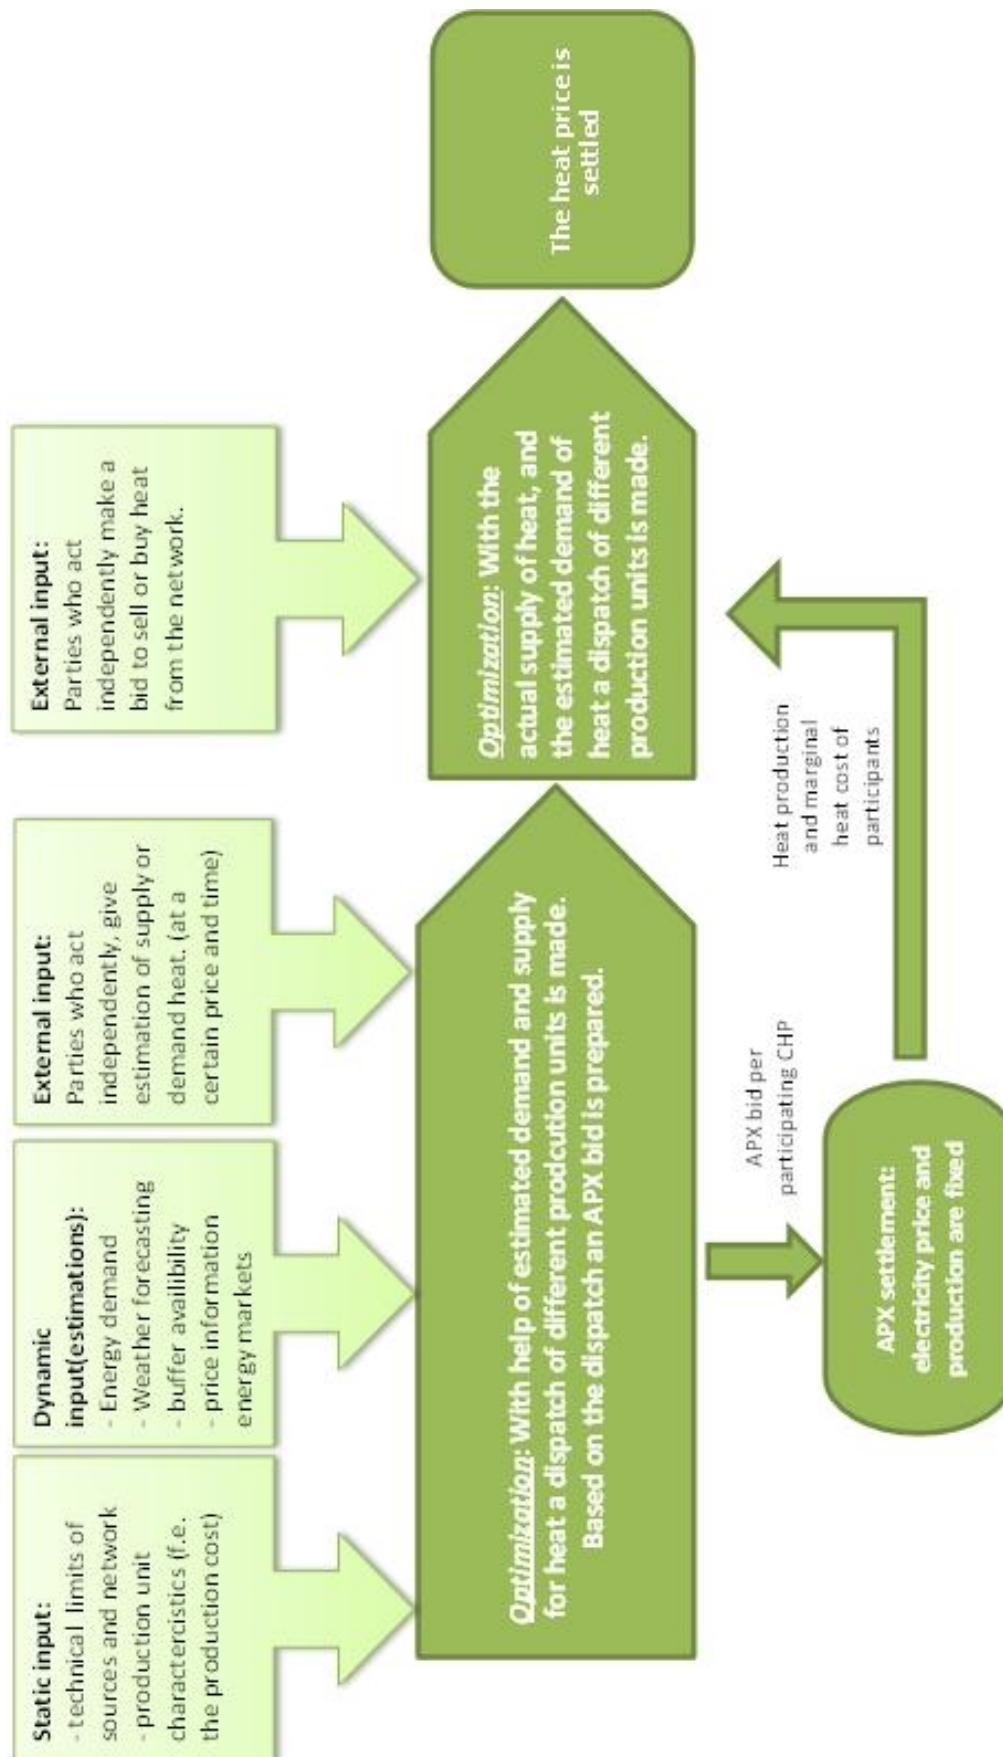 Static input:
- technical limits of
sources and network
- production unit
charactercistics (f.e.
the production cost)
Dynamic
input(estimations):
- Energy demand
- Weather forecasting
- buffer availibility
- price information
energy markets
External input:
Parties who act
independently, give
estimation of supply or
demand heat. (at a
certain price and time)
External input:
Parties who act
independently make a
bid to sell or buy heat
from the network.
Optimization: With help of estimated demand and supply
for heat a dispatch of different prodcution units is made.
Based on the dispatch an APX bid is prepared.
Optimization: With the
actual supply of heat, and
the estimated demand of
heat a dispatch of different
production units is made.
The heat price is
settled
APX bid per
participating CHP
Heat production
and marginal
heat cost of
participants
APX settlement:
electricity price and
production are fixed